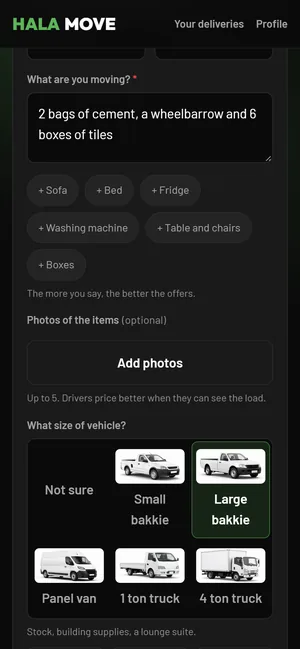 HALA MOVE
Your deliveries
Profile
What are you moving? *
2 bags of cement, a wheelbarrow and 6
boxes of tiles
+ Sofa
+ Bed
+ Fridge
+ Washing machine
+ Table and chairs
+ Boxes
The more you say, the better the offers.
Photos of the items (optional)
Add photos
Up to 5. Drivers price better when they can see the load.
What size of vehicle?
Not sure
Small
bakkie
Large
bakkie
Panel van
1 ton truck
4 ton truck
Stock, building supplies, a lounge suite.